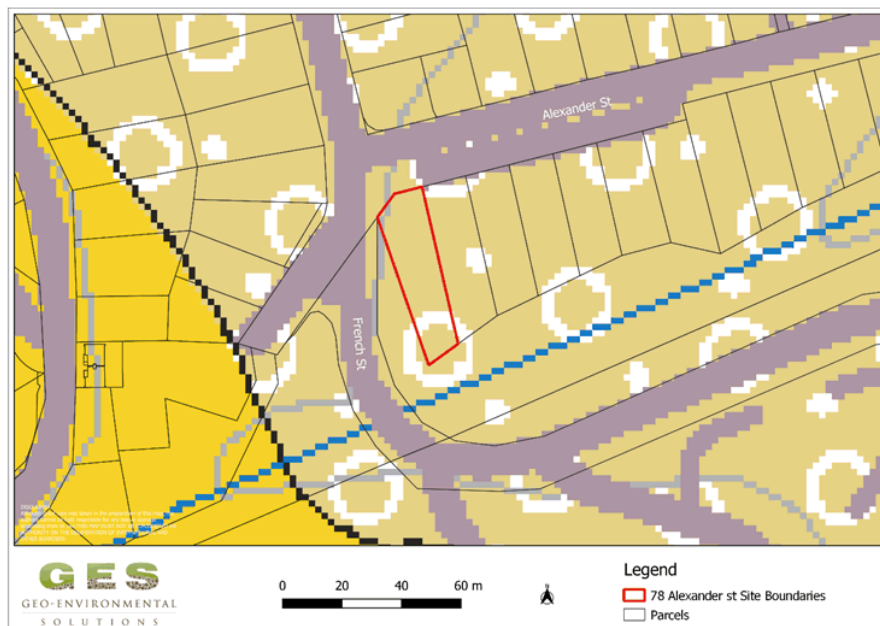 Alexander St
French St
GES
GEO-ENVIRONMENTAL
SOLUTIONS
0 20 40 60 m
N
Legend
78 Alexander st Site Boundaries
Parcels